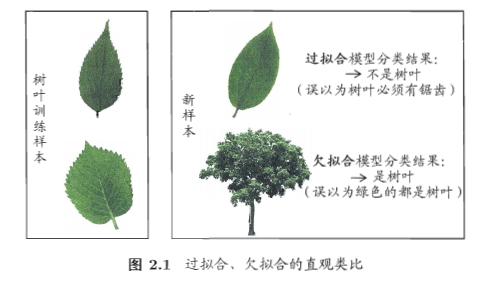 树叶训练样本
新样本
过拟合模型分类结果:
→ 不是树叶
(误以为树叶必须有锯齿)
欠拟合模型分类结果:
→ 是树叶
(误以为绿色的都是树叶)
图 2.1 过拟合、欠拟合的直观类比